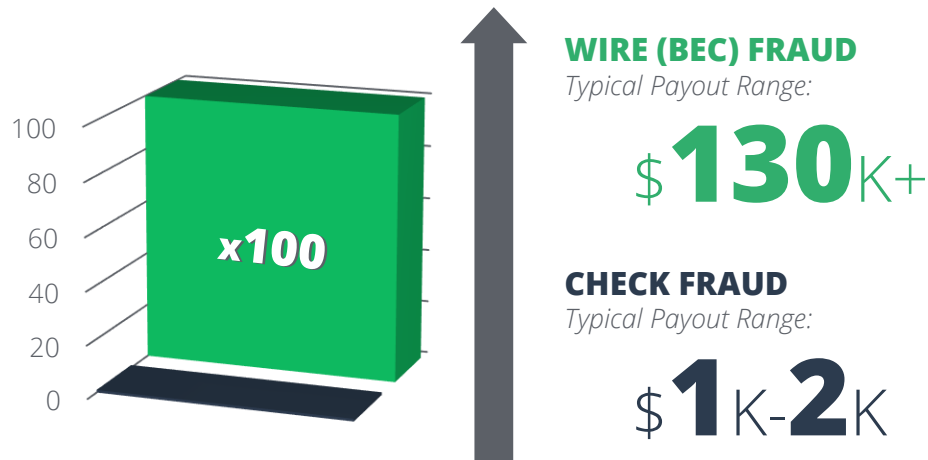 100
80
60
40
20
0
x100
WIRE (BEC) FRAUD
Typical Payout Range:
$130K+
CHECK FRAUD
Typical Payout Range:
$1K-2K